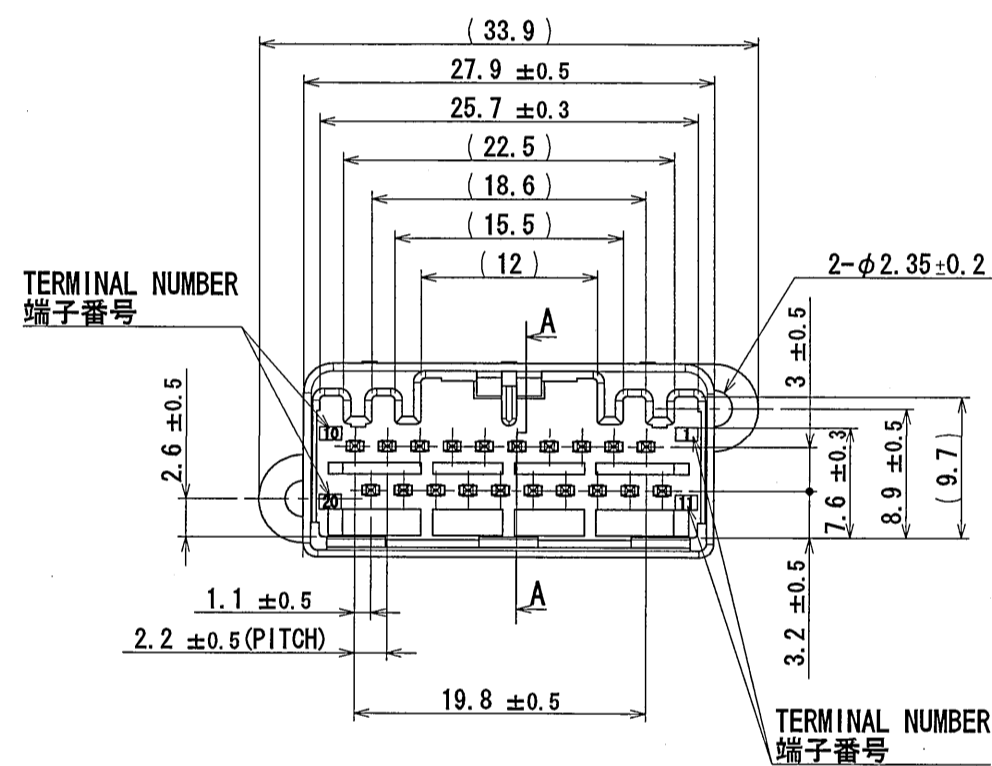 (33.9)
27.9 ±0.5
25.7 ±0.3
(22.5)
(18.6)
(15.5)
(12)
2-φ2.35±0.2
TERMINAL NUMBER
端子番号
A
3 ±0.5
2.6 ±0.5
10
1
7.6 ±0.3
8.9 ±0.5
(9.7)
20
11
1.1 ±0.5
A
3.2 ±0.5
2.2 ±0.5(PITCH)
19.8 ±0.5
TERMINAL NUMBER
端子番号